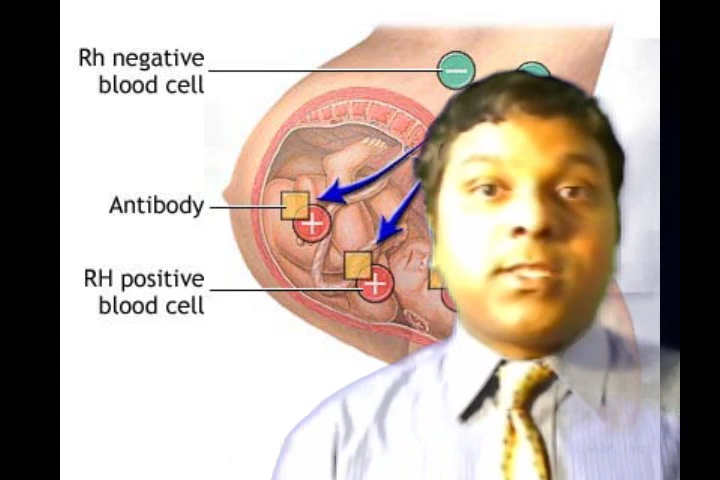 Rh negative
blood cell
Antibody
RH positive
blood cell